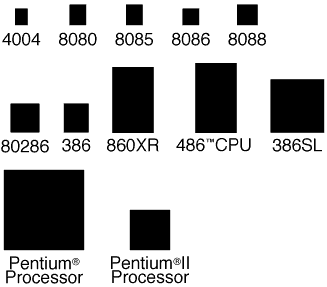 4004 8080 8085 8086 8088
80286 386 860XR 486™CPU 386SL
Pentium® Pentium®II
Processor Processor